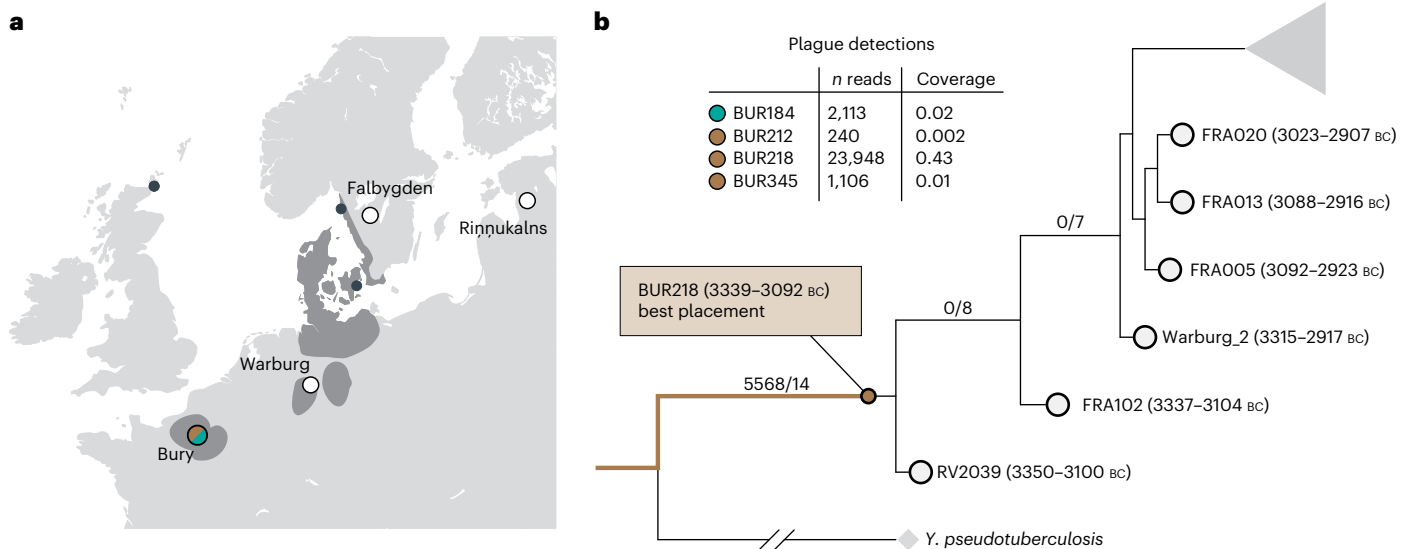 a
Falbygden
Riņņukalns
Warburg
Bury
b
Plague detections
n reads Coverage
BUR184 2,113 0.02
BUR212 240 0.002
BUR218 23,948 0.43
BUR345 1,106 0.01
FRA020 (3023–2907 BC)
FRA013 (3088–2916 BC)
0/7
FRA005 (3092–2923 BC)
BUR218 (3339–3092 BC)
best placement
0/8
Warburg_2 (3315–2917 BC)
5568/14
FRA102 (3337–3104 BC)
RV2039 (3350–3100 BC)
Y. pseudotuberculosis